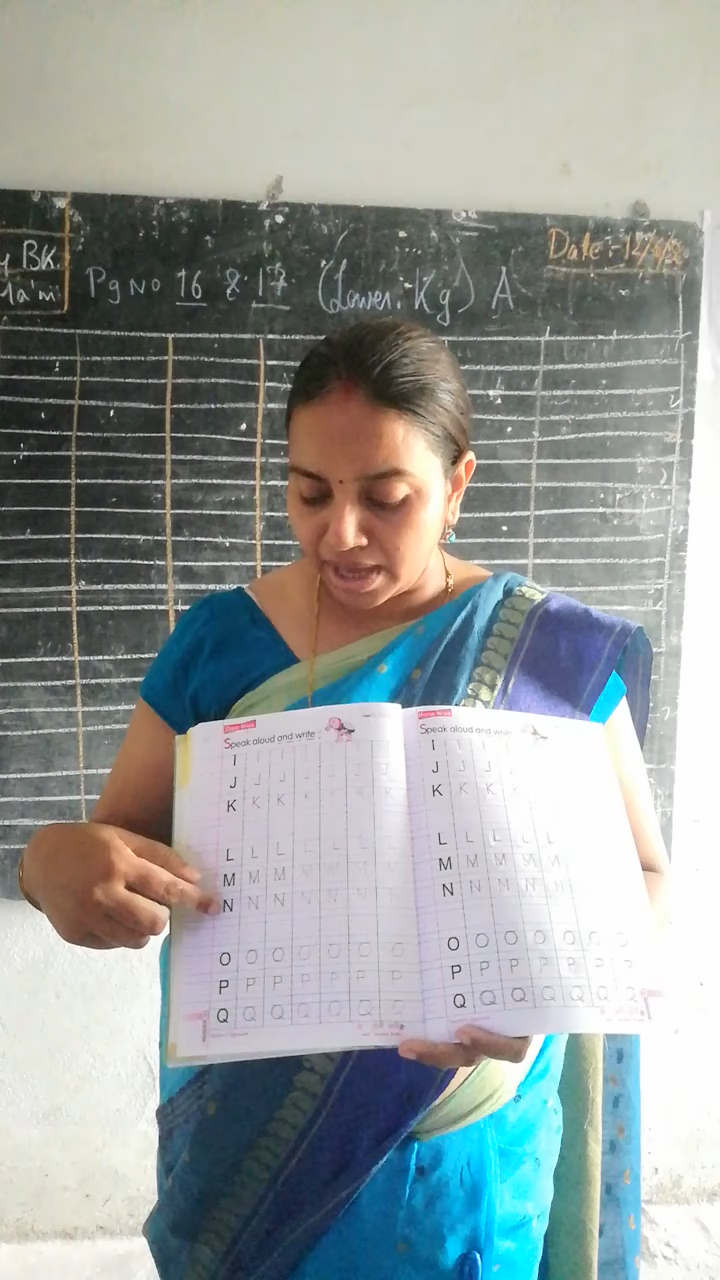 BK.
Date :-
Ma'm
Pg No 16 & 17 (Lower. Kg) A
Speak aloud and write
I I I I I I
J J J J J J J
K K K K K K K
L L L L L L L
M M M M M M M
N N N N N N
O O O O O O O
P P P P P P P
Q Q Q Q Q Q Q
Speak aloud and write
I I I
J J J
K K K K
L L L L L
M M M M M
N N N N N
O O O O O O O
P P P P P P P
Q Q Q Q Q Q Q